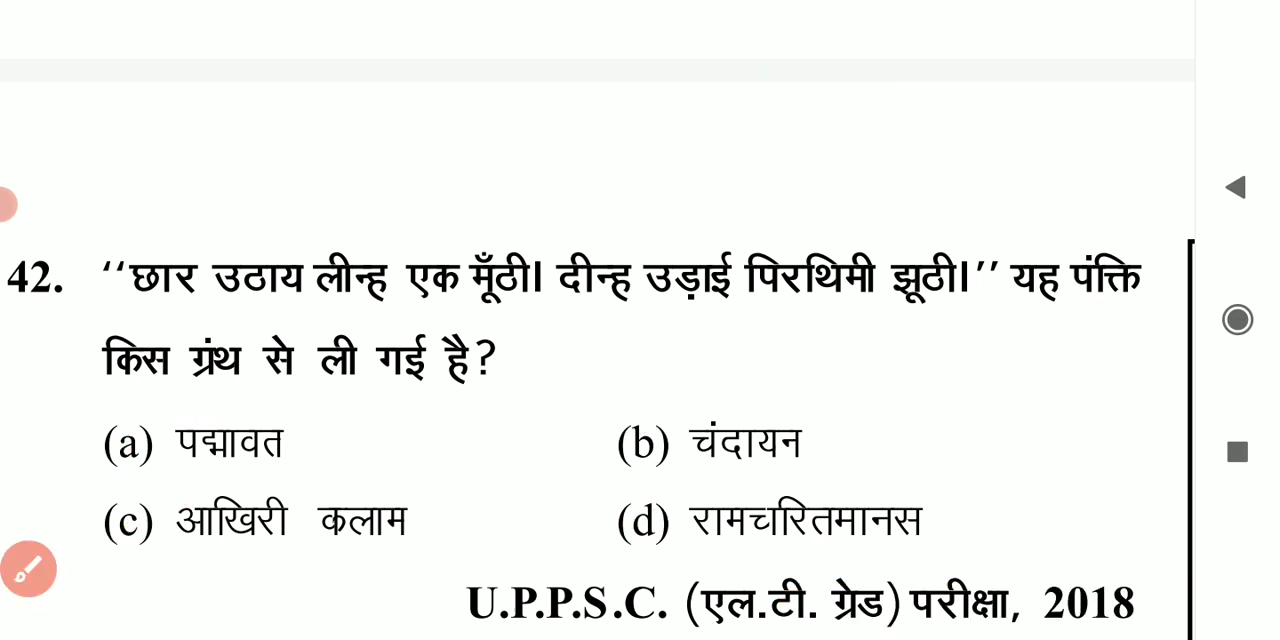 42. ‘‘छार उठाय लीन्ह एक मूँठी। दीन्ह उड़ाई पिरथिमी झूठी।’’ यह पंक्ति
किस ग्रंथ से ली गई है?
(a) पद्मावत (b) चंदायन
(c) आखिरी कलाम (d) रामचरितमानस
U.P.P.S.C. (एल.टी. ग्रेड) परीक्षा, 2018